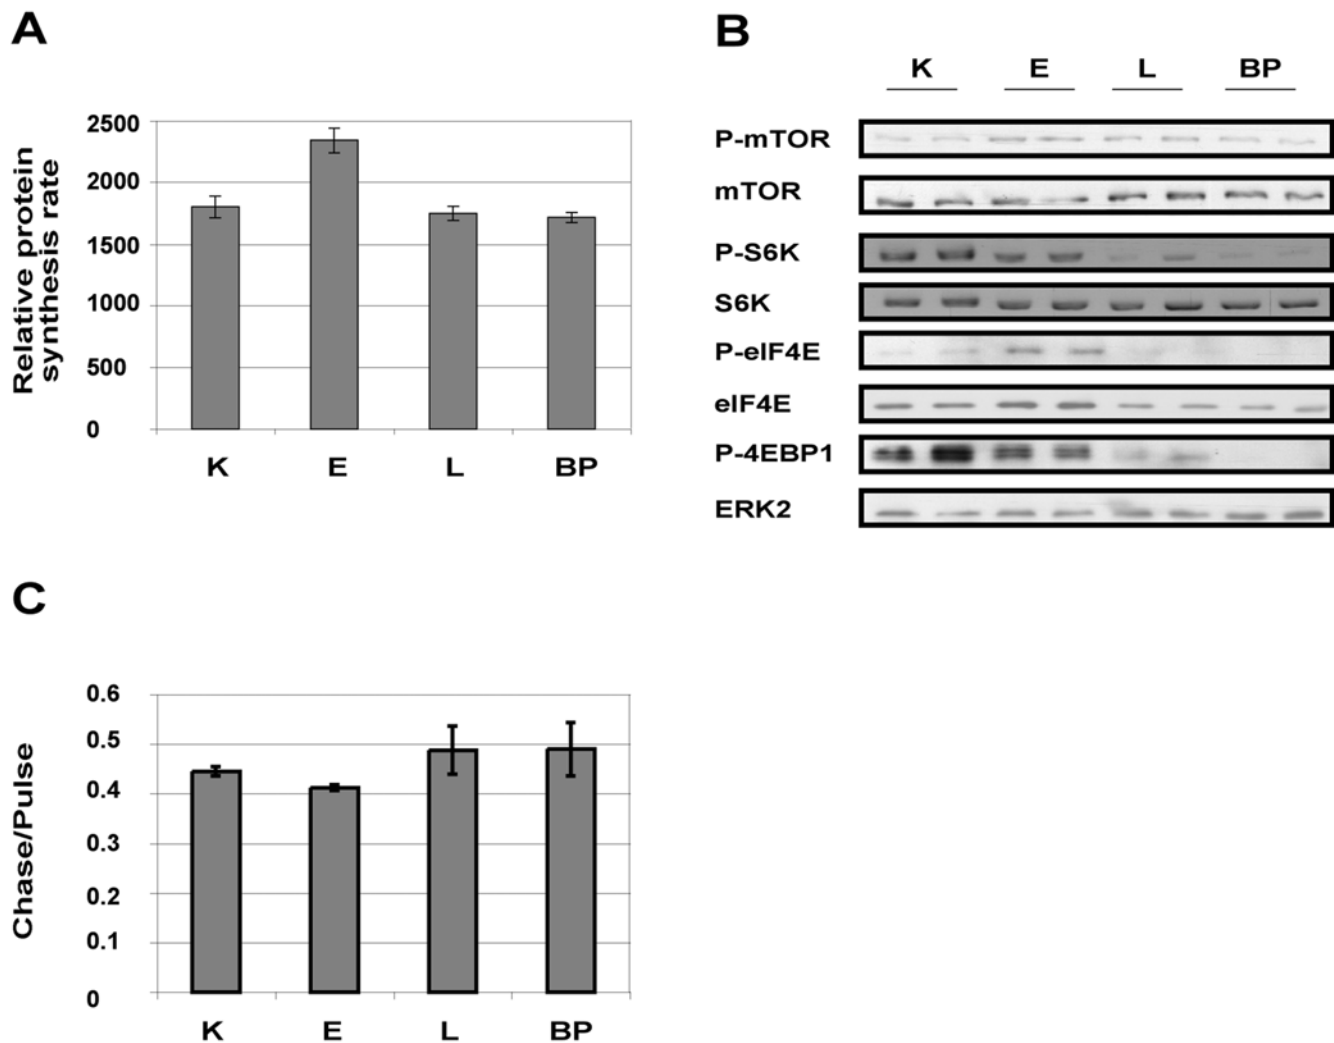 A
Relative protein
synthesis rate
2500
2000
1500
1000
500
0
K E L BP
B
K E L BP
P-mTOR
mTOR
P-S6K
S6K
P-eIF4E
eIF4E
P-4EBP1
ERK2
C
Chase/Pulse
0.6
0.5
0.4
0.3
0.2
0.1
0
K E L BP